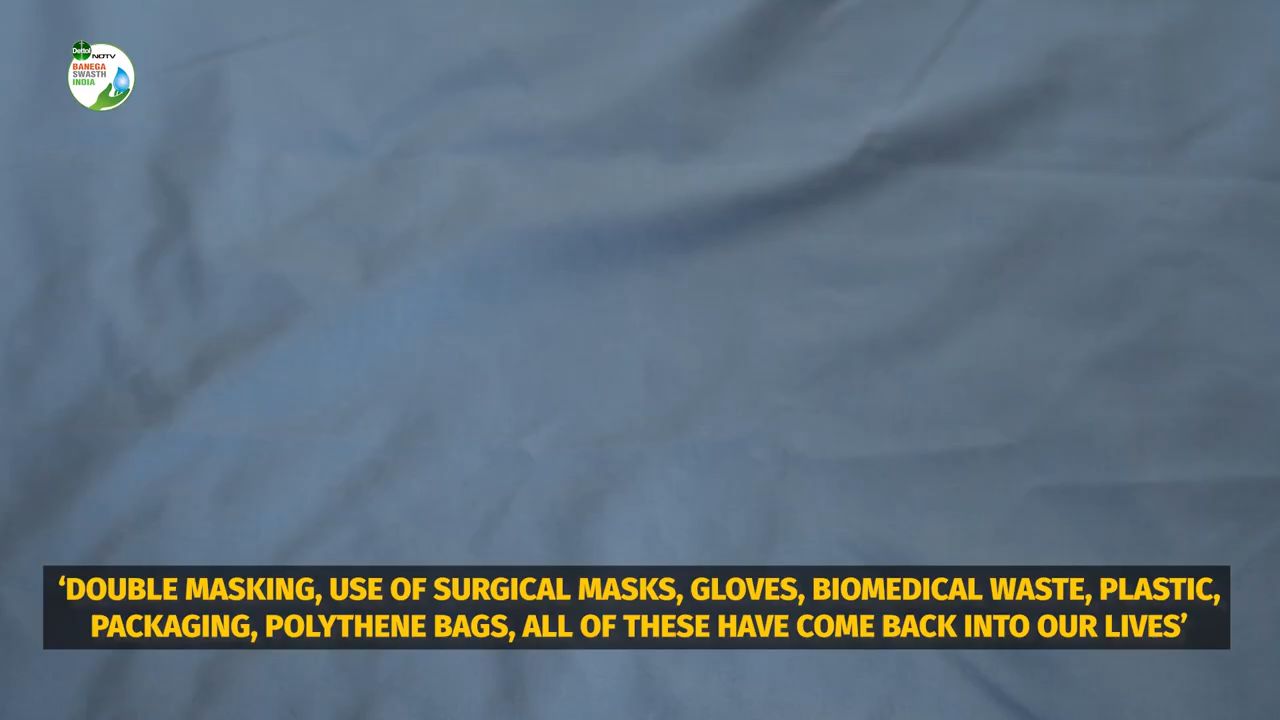 Dettol
NDTV
BANEGA
SWASTH
INDIA
‘DOUBLE MASKING, USE OF SURGICAL MASKS, GLOVES, BIOMEDICAL WASTE, PLASTIC,
PACKAGING, POLYTHENE BAGS, ALL OF THESE HAVE COME BACK INTO OUR LIVES’